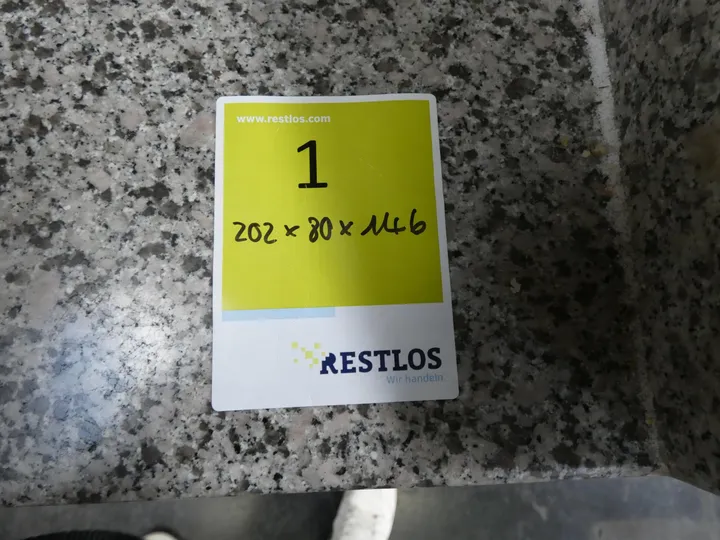 www.restlos.com
1
202 x 80 x 146
RESTLOS
Wir handeln.